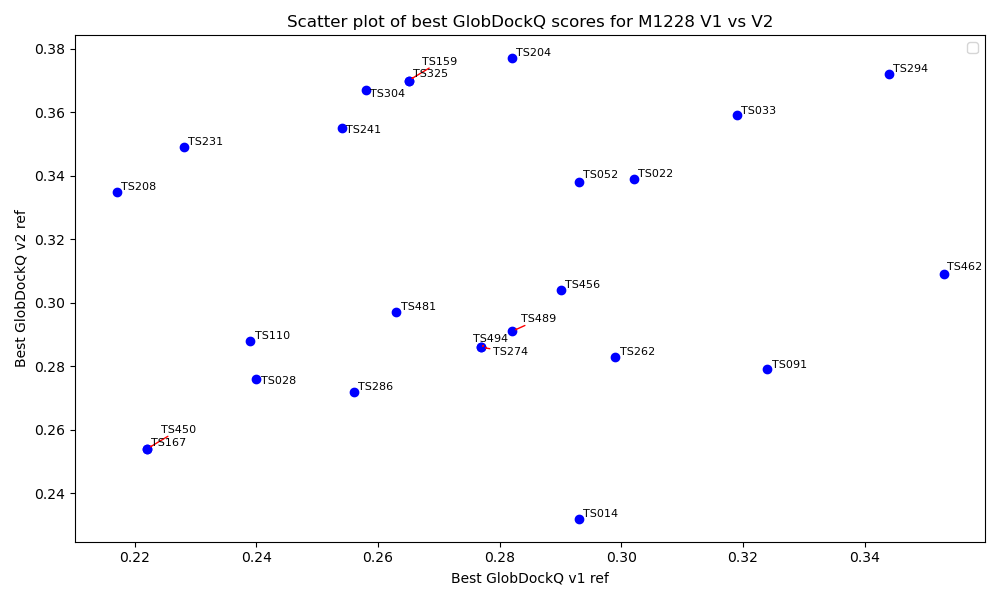 Scatter plot of best GlobDockQ scores for M1228 V1 vs V2
0.38
0.36
0.34
0.32
0.30
0.28
0.26
0.24
Best GlobDockQ v2 ref
TS204
TS159
TS325
TS294
TS304
TS033
TS241
TS231
TS052
TS022
TS208
TS462
TS456
TS481
TS489
TS110
TS494
TS274
TS262
TS091
TS028
TS286
TS450
TS167
TS014
0.22
0.24
0.26
0.28
0.30
0.32
0.34
Best GlobDockQ v1 ref